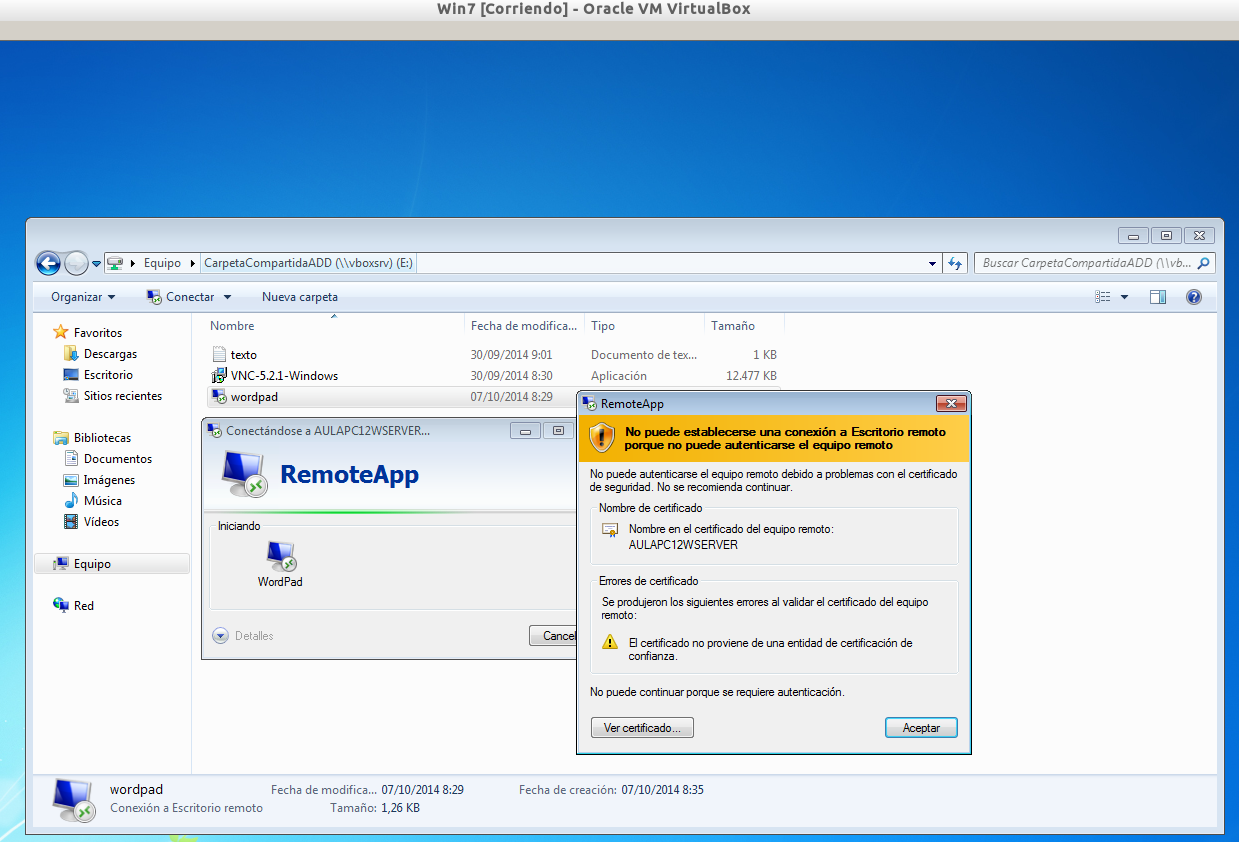 Win7 [Corriendo] - Oracle VM VirtualBox
Equipo
CarpetaCompartidaADD (\\vboxsrv) (E:)
Buscar CarpetaCompartidaADD (\\vb...
Organizar
Conectar
Nueva carpeta
Favoritos
Descargas
Escritorio
Sitios recientes
Bibliotecas
Documentos
Imágenes
Música
Vídeos
Equipo
Red
Nombre Fecha de modifica... Tipo Tamaño
texto 30/09/2014 9:01 Documento de tex... 1 KB
VNC-5.2.1-Windows 30/09/2014 8:30 Aplicación 12.477 KB
wordpad 07/10/2014 8:29
Conectándose a AULAPC12WSERVER...
RemoteApp
Iniciando
WordPad
Detalles
Cancel
RemoteApp
No puede establecerse una conexión a Escritorio remoto
porque no puede autenticarse el equipo remoto
No puede autenticarse el equipo remoto debido a problemas con el certificado
de seguridad. No se recomienda continuar.
Nombre de certificado
Nombre en el certificado del equipo remoto:
AULAPC12WSERVER
Errores de certificado
Se produjeron los siguientes errores al validar el certificado del equipo
remoto:
El certificado no proviene de una entidad de certificación de
confianza.
No puede continuar porque se requiere autenticación.
Ver certificado...
Aceptar
wordpad Fecha de modifica... 07/10/2014 8:29 Fecha de creación: 07/10/2014 8:35
Conexión a Escritorio remoto Tamaño: 1,26 KB